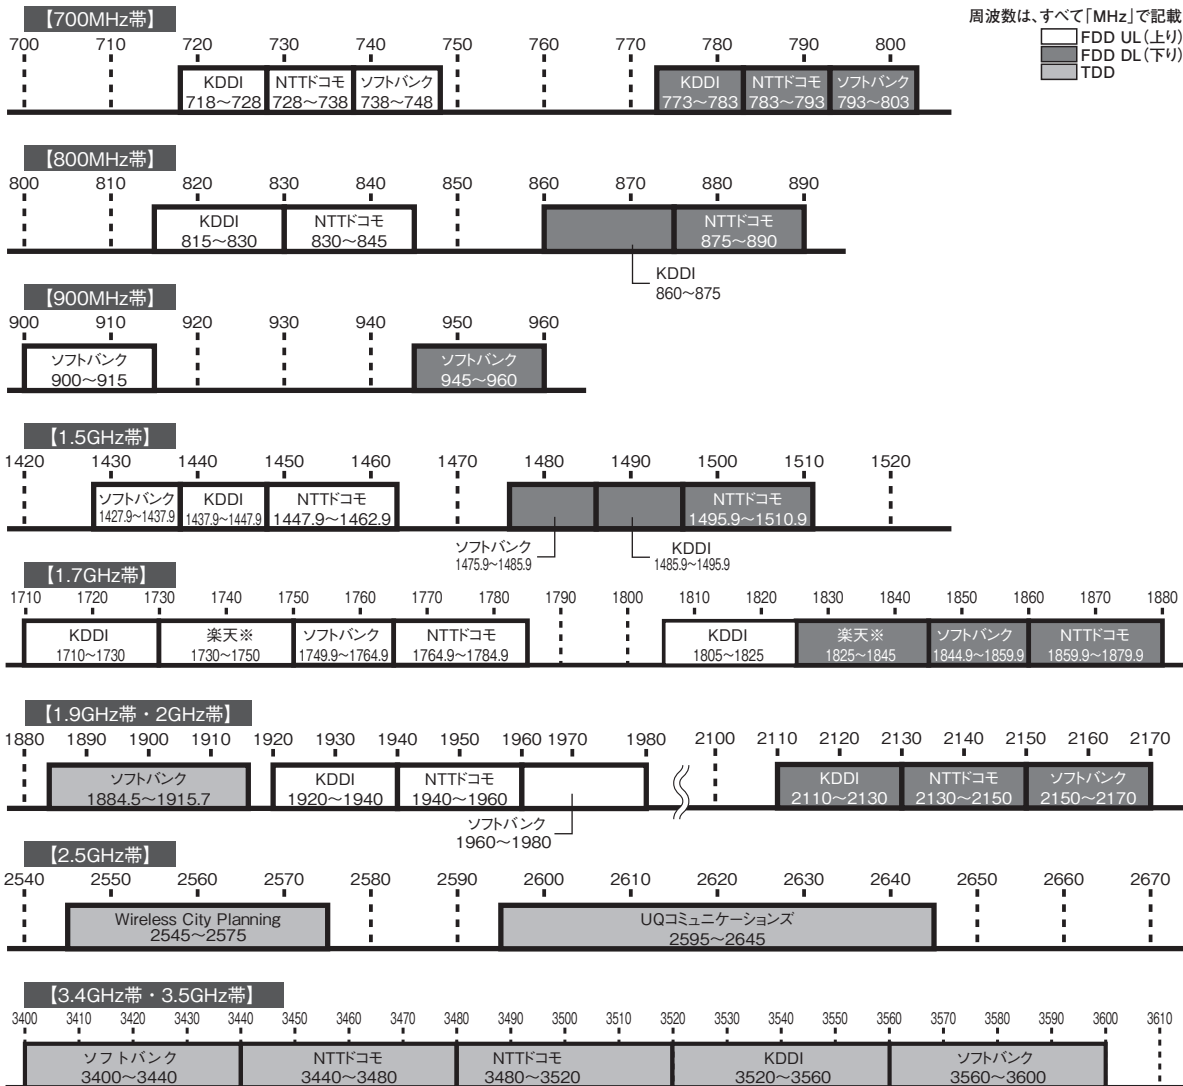 周波数は、すべて「MHz」で記載
FDD UL(上り)
FDD DL(下り)
TDD
【700MHz帯】
700 710 720 730 740 750 760 770 780 790 800
KDDI NTTドコモ ソフトバンク KDDI NTTドコモ ソフトバンク
718～728 728～738 738～748 773～783 783～793 793～803
【800MHz帯】
800 810 820 830 840 850 860 870 880 890
KDDI NTTドコモ NTTドコモ
815～830 830～845 875～890
KDDI
860～875
【900MHz帯】
900 910 920 930 940 950 960
ソフトバンク ソフトバンク
900～915 945～960
【1.5GHz帯】
1420 1430 1440 1450 1460 1470 1480 1490 1500 1510 1520
ソフトバンク KDDI NTTドコモ NTTドコモ
1427.9～1437.9 1437.9～1447.9 1447.9～1462.9 1495.9～1510.9
ソフトバンク KDDI
1475.9～1485.9 1485.9～1495.9
【1.7GHz帯】
1710 1720 1730 1740 1750 1760 1770 1780 1790 1800 1810 1820 1830 1840 1850 1860 1870 1880
KDDI 楽天※ ソフトバンク NTTドコモ KDDI 楽天※ ソフトバンク NTTドコモ
1710～1730 1730～1750 1749.9～1764.9 1764.9～1784.9 1805～1825 1825～1845 1844.9～1859.9 1859.9～1879.9
【1.9GHz帯・2GHz帯】
1880 1890 1900 1910 1920 1930 1940 1950 1960 1970 1980 2100 2110 2120 2130 2140 2150 2160 2170
ソフトバンク KDDI NTTドコモ KDDI NTTドコモ ソフトバンク
1884.5～1915.7 1920～1940 1940～1960 2110～2130 2130～2150 2150～2170
ソフトバンク
1960～1980
【2.5GHz帯】
2540 2550 2560 2570 2580 2590 2600 2610 2620 2630 2640 2650 2660 2670
Wireless City Planning UQコミュニケーションズ
2545～2575 2595～2645
【3.4GHz帯・3.5GHz帯】
3400 3410 3420 3430 3440 3450 3460 3470 3480 3490 3500 3510 3520 3530 3540 3550 3560 3570 3580 3590 3600 3610
ソフトバンク NTTドコモ NTTドコモ KDDI ソフトバンク
3400～3440 3440～3480 3480～3520 3520～3560 3560～3600